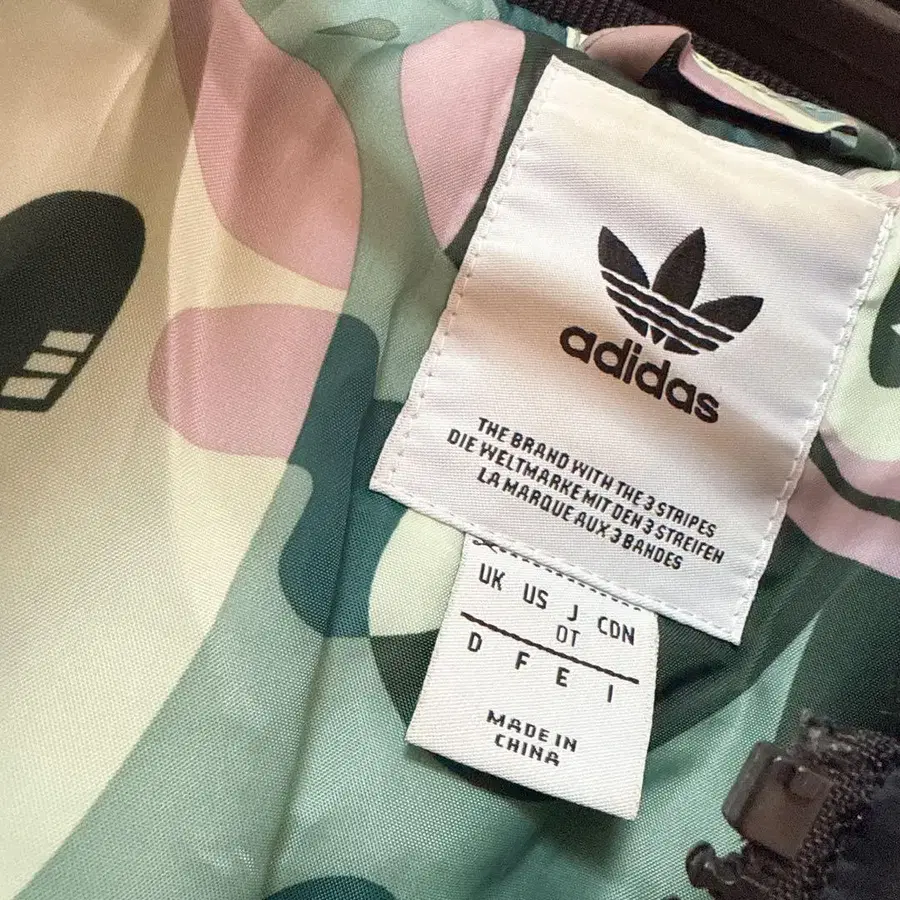 adidas
THE BRAND WITH THE 3 STRIPES
DIE WELTMARKE MIT DEN 3 STREIFEN
LA MARQUE AUX 3 BANDES
UK US J CDN
OT
D F E I
MADE IN
CHINA